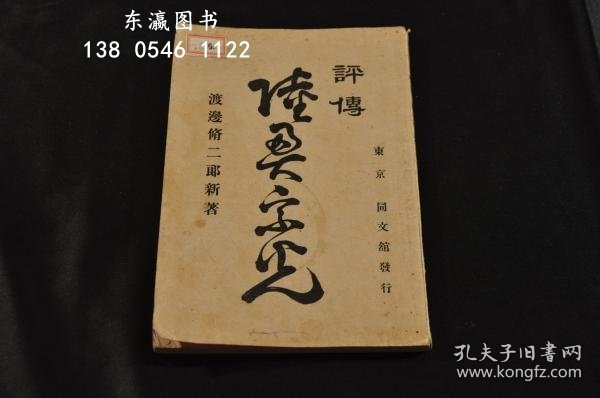 东瀛图书
138 0546 1122
評傳
陸奥宗光
渡邊脩二郎新著
東京 同文舘發行
孔夫子旧书网
www.kongfz.com